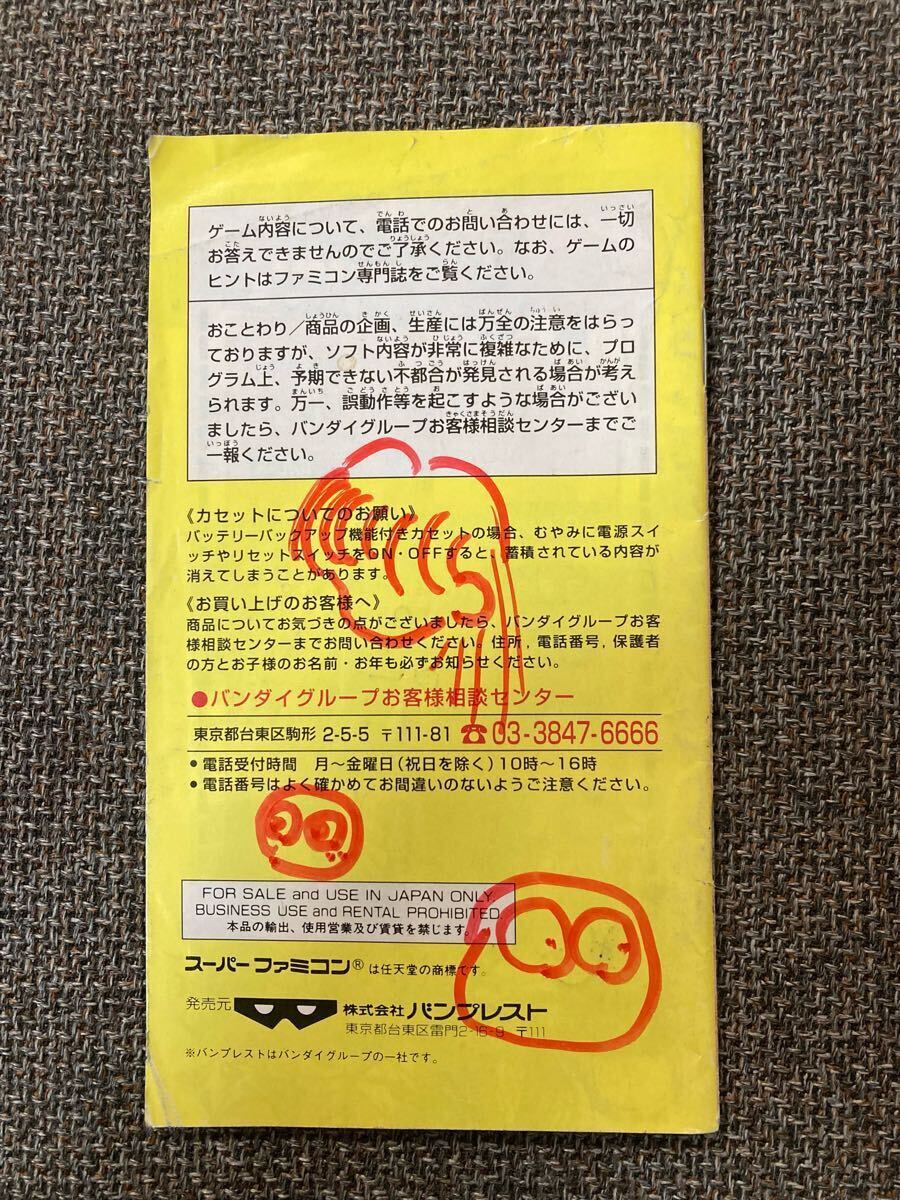 ゲーム内容について、電話でのお問い合わせには、一切
お答えできませんのでご了承ください。なお、ゲームの
ヒントはファミコン専門誌をご覧ください。
おことわり／商品の企画、生産には万全の注意をはらっ
ておりますが、ソフト内容が非常に複雑なために、プロ
グラム上、予期できない不都合が発見される場合が考え
られます。万一、誤動作等を起こすような場合がござい
ましたら、バンダイグループお客様相談センターまでご
一報ください。
《カセットについてのお願い》
バッテリーバックアップ機能付きカセットの場合、むやみに電源スイ
ッチやリセットスイッチをON・OFFすると、蓄積されている内容が
消えてしまうことがあります。
《お買い上げのお客様へ》
商品についてお気づきの点がございましたら、バンダイグループお客
様相談センターまでお問い合わせください。住所，電話番号，保護者
の方とお子様のお名前・お年も必ずお知らせください。
●バンダイグループお客様相談センター
東京都台東区駒形 2-5-5 〒111-81 ☎03-3847-6666
●電話受付時間 月〜金曜日（祝日を除く）10時〜16時
●電話番号はよく確かめてお間違いのないようご注意ください。
FOR SALE and USE IN JAPAN ONLY.
BUSINESS USE and RENTAL PROHIBITED.
本品の輸出、使用営業及び賃貸を禁じます。
スーパーファミコン®は任天堂の商標です。
発売元 株式会社バンプレスト
東京都台東区雷門2-16-9 〒111
※バンプレストはバンダイグループの一社です。